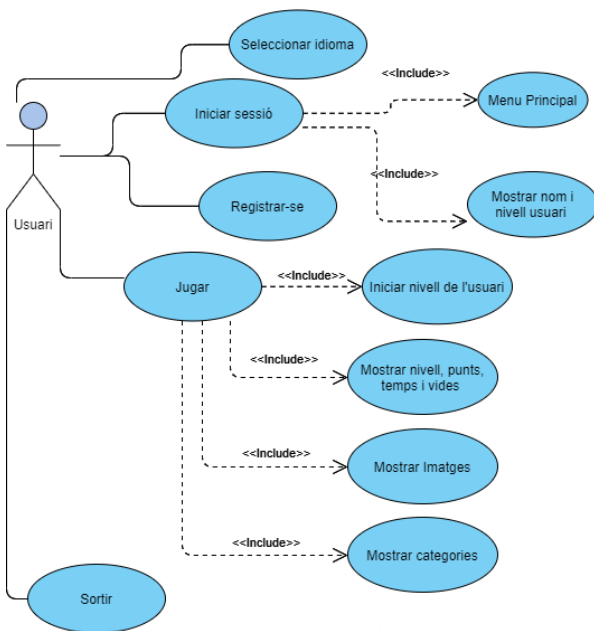 Seleccionar idioma
<<Include>>
Iniciar sessió
Menu Principal
<<Include>>
Registrar-se
Mostrar nom i
nivell usuari
Usuari
<<Include>>
Jugar
Iniciar nivell de l'usuari
<<Include>>
Mostrar nivell, punts,
temps i vides
<<Include>>
Mostrar Imatges
<<Include>>
Mostrar categories
Sortir